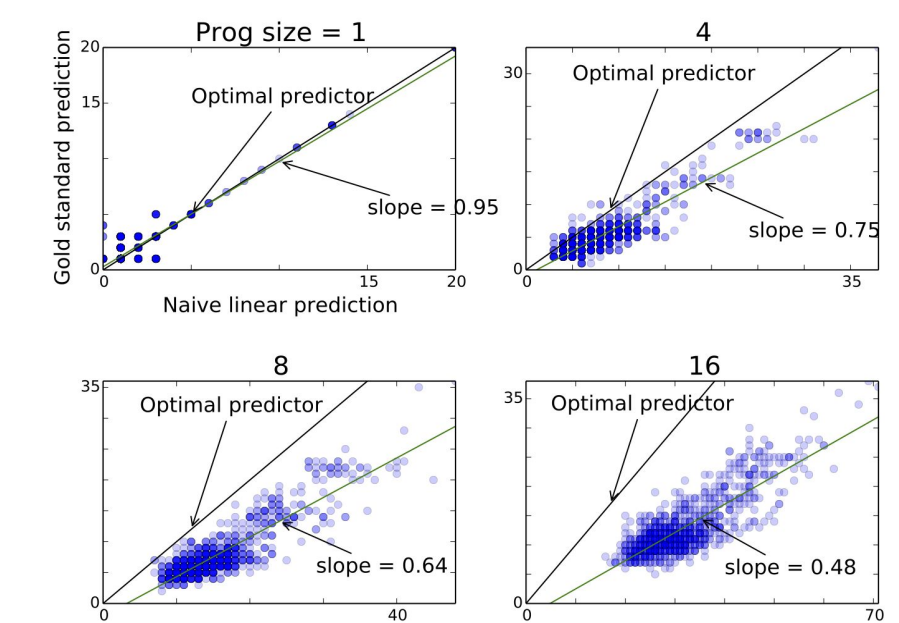 Prog size = 1
20
15
Optimal predictor
slope = 0.95
0
0
15
20
Gold standard prediction
Naive linear prediction
4
30
Optimal predictor
slope = 0.75
0
0
35
8
35
Optimal predictor
slope = 0.64
0
0
40
16
35
Optimal predictor
slope = 0.48
0
0
70